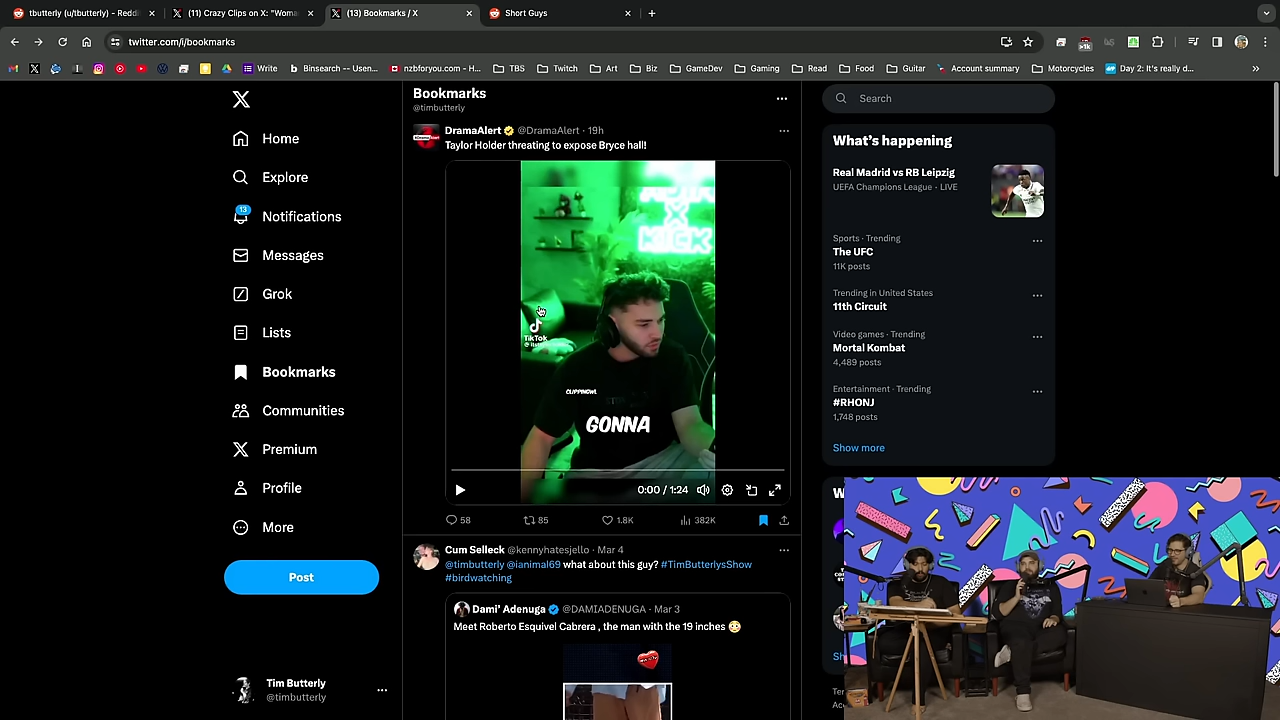 tbutterly (u/tbutterly) - Reddi
(11) Crazy Clips on X: "Woma
(13) Bookmarks / X
Short Guys
twitter.com/i/bookmarks
>1k
Write
Binsearch -- Usen...
nzbforyou.com - H...
TBS
Twitch
Art
Biz
GameDev
Gaming
Read
Food
Guitar
Account summary
Motorcycles
Day 2: It's really d...
Home
Explore
13
Notifications
Messages
Grok
Lists
Bookmarks
Communities
Premium
Profile
More
Post
Tim Butterly
@timbutterly
Bookmarks
@timbutterly
DramaAlert @DramaAlert · 19h
Taylor Holder threating to expose Bryce hall!
X
KICK
TikTok
CLIPPINGWL
GONNA
0:00 / 1:24
58
85
1.8K
382K
Cum Selleck @kennyhatesjello · Mar 4
@timbutterly @ianimal69 what about this guy? #TimButterlysShow
#birdwatching
Dami' Adenuga @DAMIADENUGA · Mar 3
Meet Roberto Esquivel Cabrera , the man with the 19 inches 😳
Search
What's happening
Real Madrid vs RB Leipzig
UEFA Champions League · LIVE
Sports · Trending
The UFC
11K posts
Trending in United States
11th Circuit
Video games · Trending
Mortal Kombat
4,489 posts
Entertainment · Trending
#RHONJ
1,748 posts
Show more